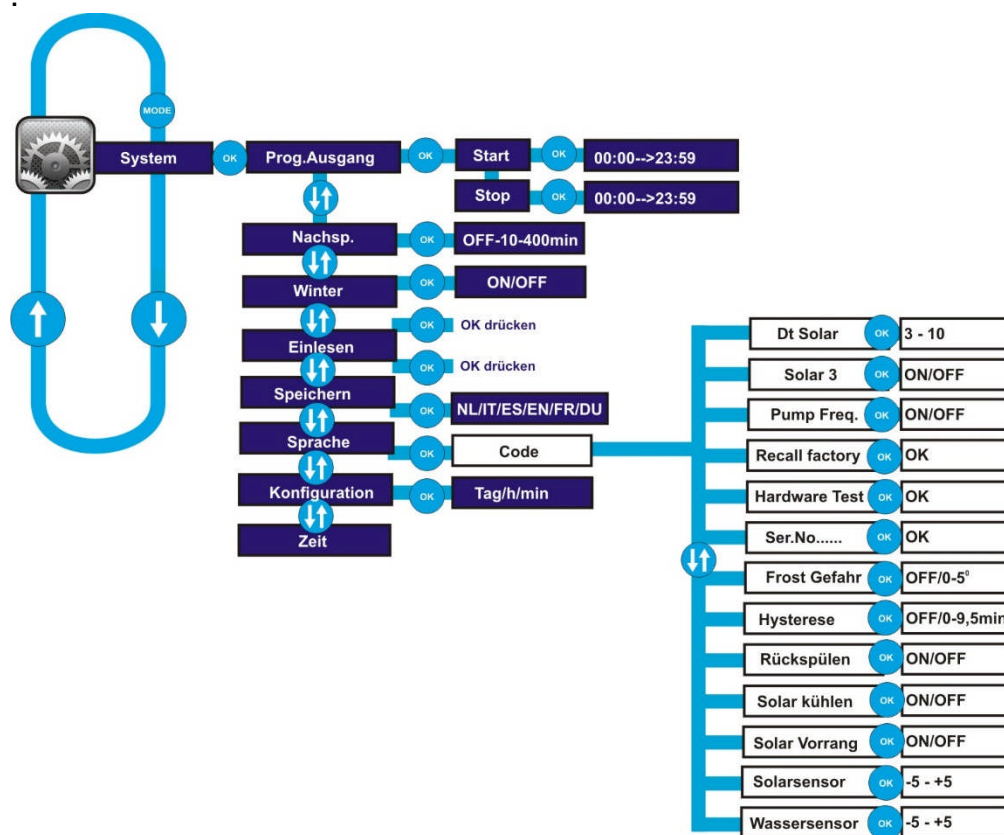 .
MODE
System OK Prog.Ausgang OK Start OK 00:00-->23:59
Stop OK 00:00-->23:59
Nachsp. OK OFF-10-400min
Winter OK ON/OFF
OK OK drücken
Einlesen
OK OK drücken
Speichern
OK NL/IT/ES/EN/FR/DU
Sprache
OK Code
Konfiguration OK Tag/h/min
Zeit
Dt Solar OK 3 - 10
Solar 3 OK ON/OFF
Pump Freq. OK ON/OFF
Recall factory OK OK
Hardware Test OK OK
Ser.No...... OK OK
Frost Gefahr OK OFF/0-5⁰
Hysterese OK OFF/0-9,5min
Rückspülen OK ON/OFF
Solar kühlen OK ON/OFF
Solar Vorrang OK ON/OFF
Solarsensor OK -5 - +5
Wassersensor OK -5 - +5